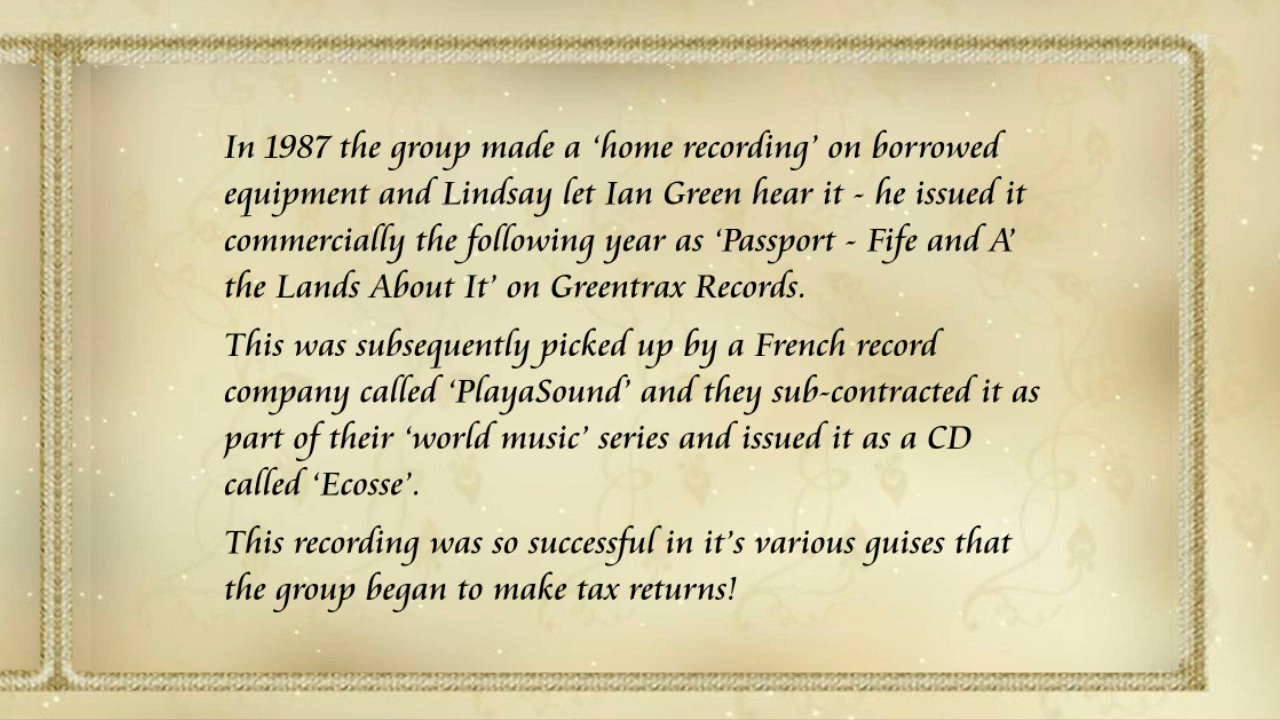 In 1987 the group made a ‘home recording’ on borrowed
equipment and Lindsay let Ian Green hear it - he issued it
commercially the following year as ‘Passport - Fife and A’
the Lands About It’ on Greentrax Records.
This was subsequently picked up by a French record
company called ‘PlayaSound’ and they sub-contracted it as
part of their ‘world music’ series and issued it as a CD
called ‘Ecosse’.
This recording was so successful in it’s various guises that
the group began to make tax returns!